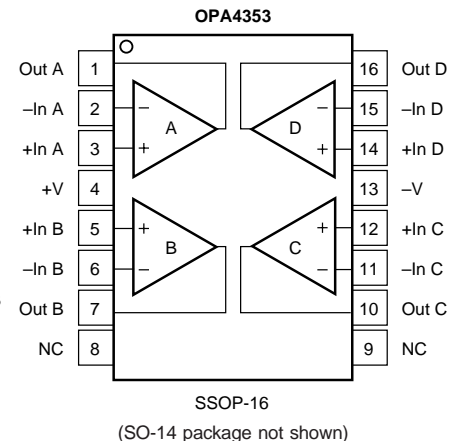 OPA4353
Out A 1 16 Out D
–In A 2 – – 15 –In D
A D
+In A 3 + + 14 +In D
+V 4 13 –V
+In B 5 + + 12 +In C
B C
–In B 6 – – 11 –In C
Out B 7 10 Out C
NC 8 9 NC
SSOP-16
(SO-14 package not shown)